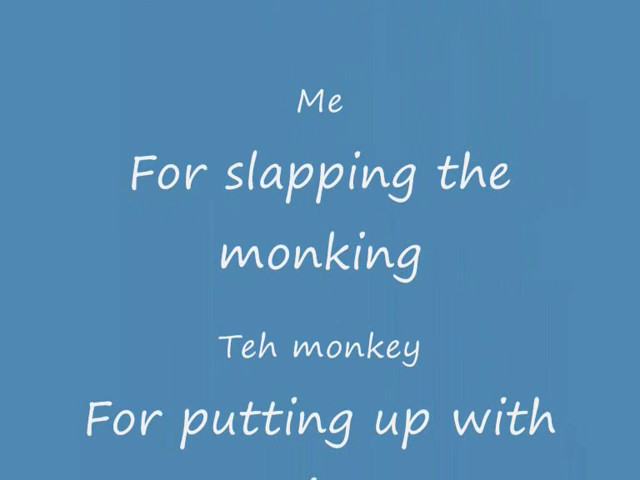 Me
For slapping the
monking
Teh monkey
For putting up with